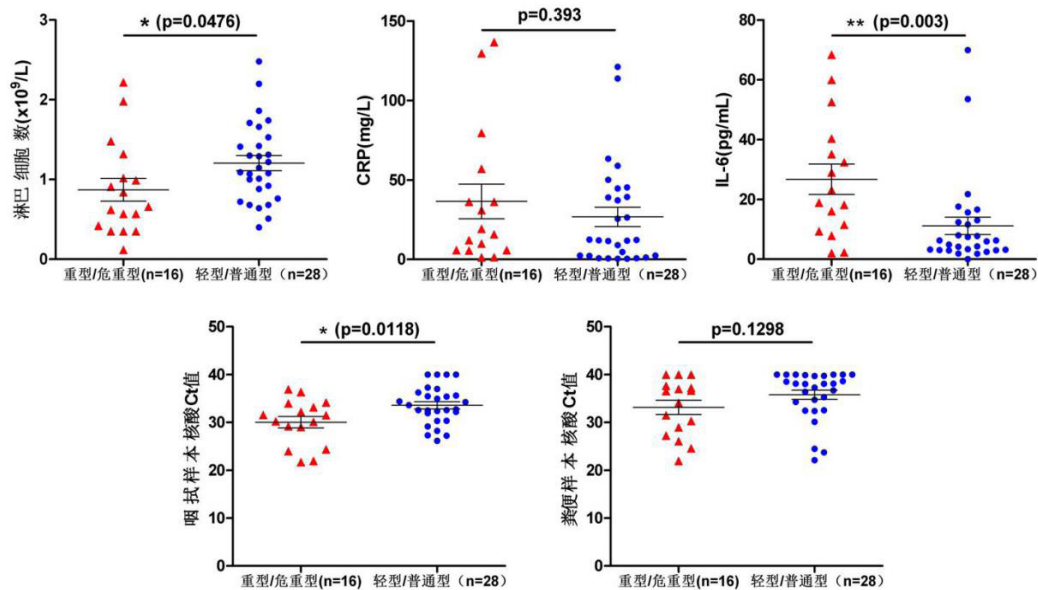 * (p=0.0476)
淋巴 细胞 数(x10⁹/L)
3
2
1
0
重型/危重型(n=16) 轻型/普通型（n=28）
p=0.393
CRP(mg/L)
150
100
50
0
重型/危重型(n=16) 轻型/普通型（n=28）
** (p=0.003)
IL-6(pg/mL)
80
60
40
20
0
重型/危重型(n=16) 轻型/普通型（n=28）
* (p=0.0118)
咽 拭 样 本 核酸 Ct值
50
40
30
20
10
0
重型/危重型(n=16) 轻型/普通型（n=28）
p=0.1298
粪便 样 本 核酸 Ct值
50
40
30
20
10
0
重型/危重型(n=16) 轻型/普通型（n=28）